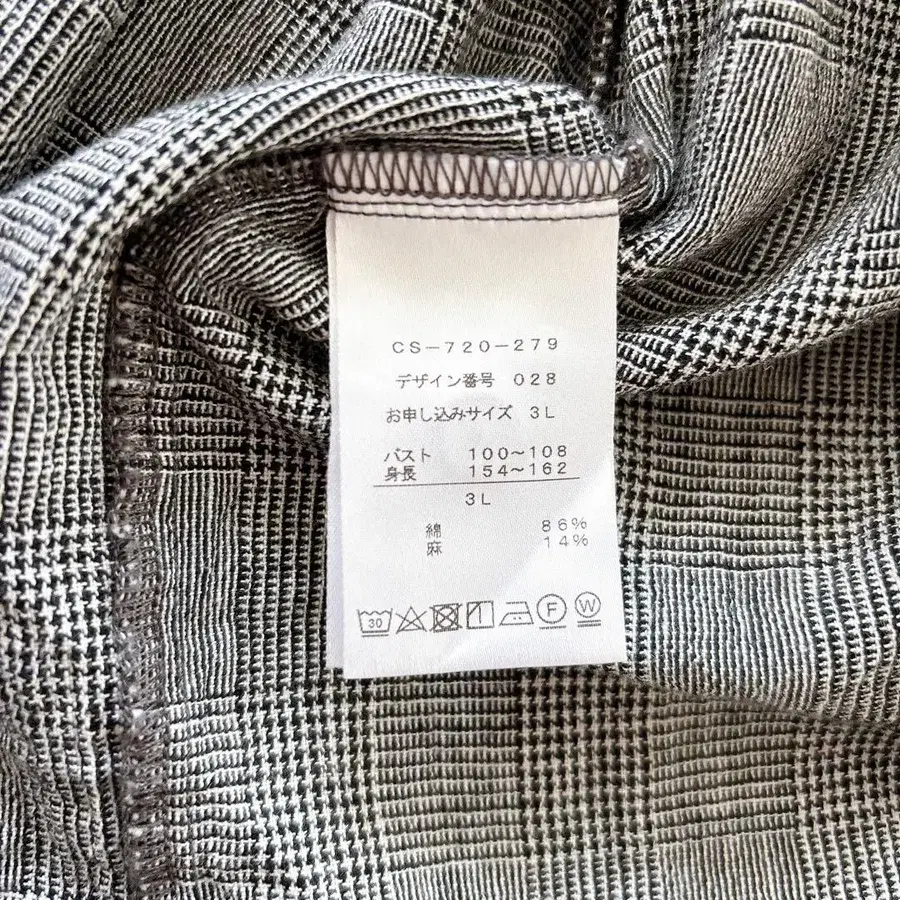 CS-720-279
デザイン番号 028
お申し込みサイズ 3L
バスト 100～108
身長 154～162
3L
綿 86%
麻 14%
30 F W